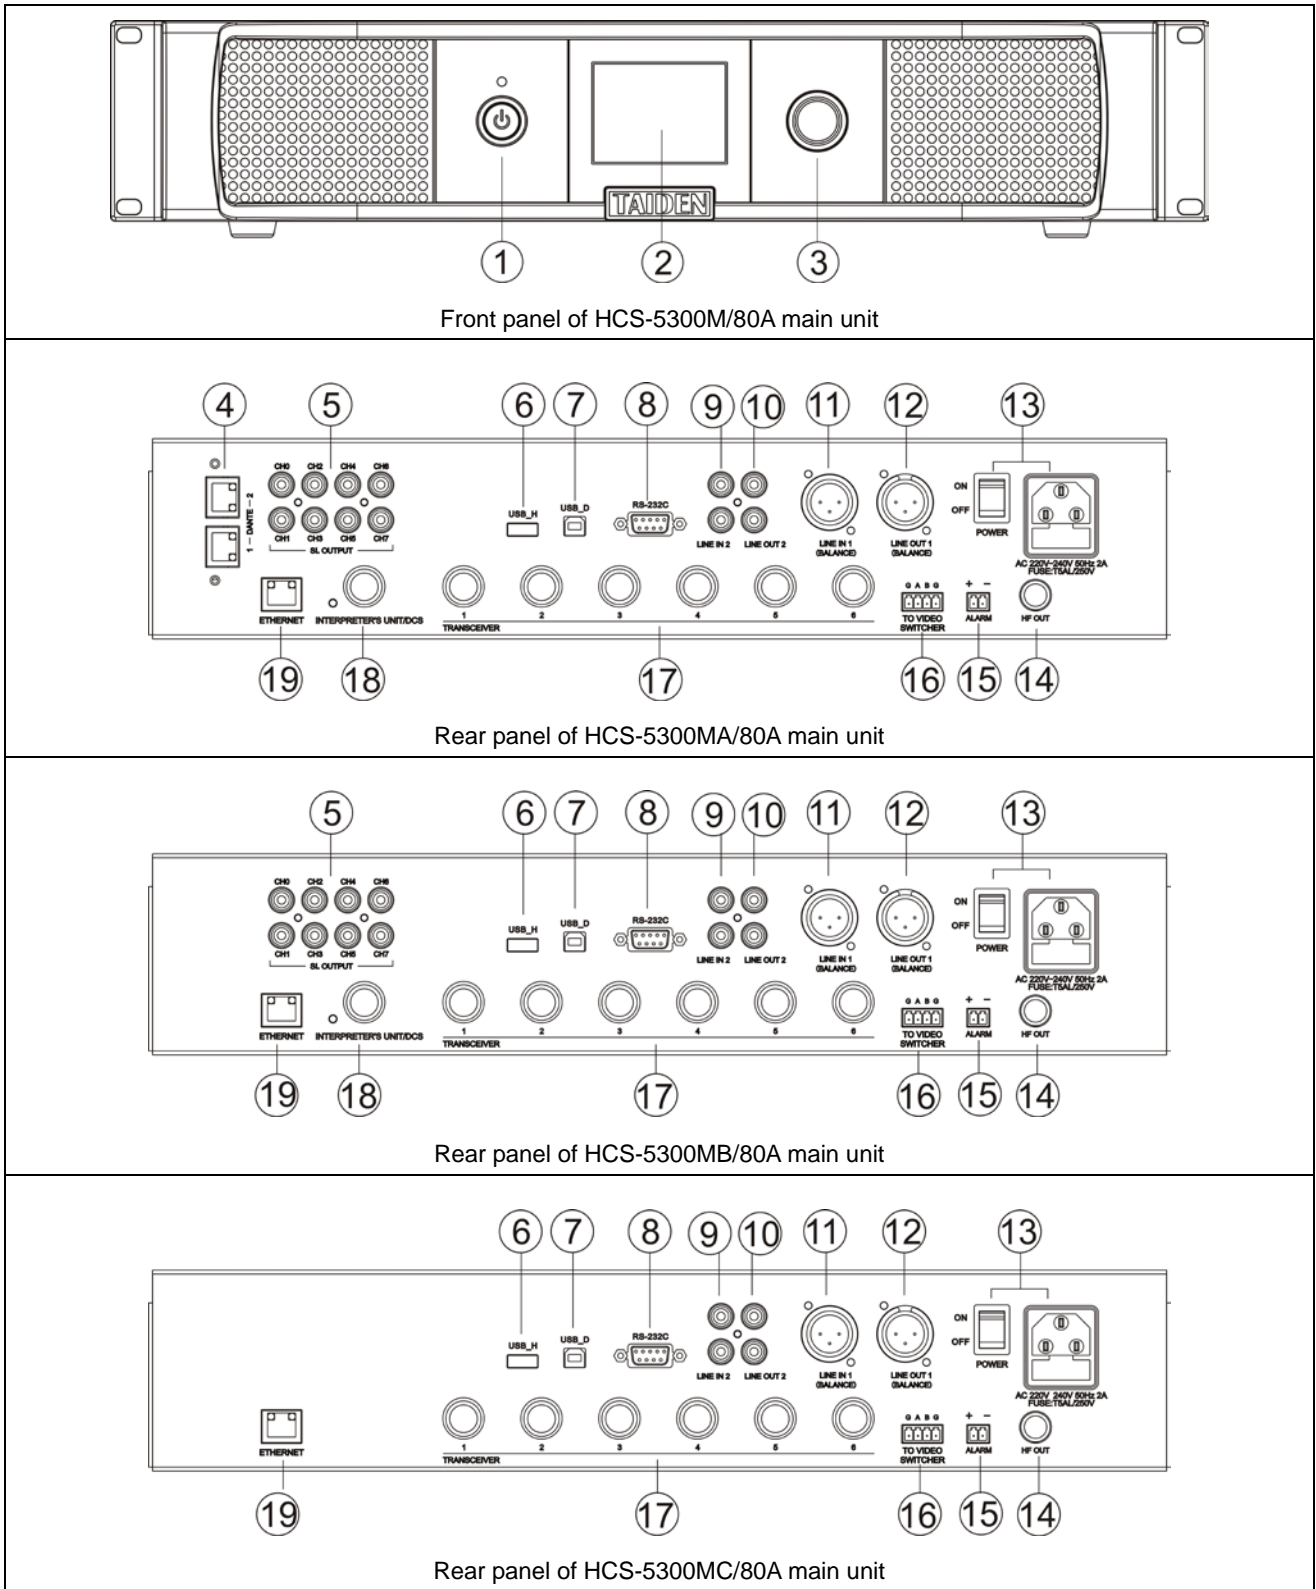 TAIDEN
1 2 3
Front panel of HCS-5300M/80A main unit
4 5 6 7 8 9 10 11 12 13
CH0 CH2 CH4 CH6
CH1 CH3 CH5 CH7
SL OUTPUT
1 — DANTE — 2
USB_H
USB_D
RS-232C
LINE IN 2 LINE OUT 2
LINE IN 1
(BALANCE)
LINE OUT 1
(BALANCE)
ON
OFF
POWER
AC 220V~240V 50Hz 2A
FUSE:T5AL/250V
ETHERNET
INTERPRETER'S UNIT/DCS
1 2 3 4 5 6
TRANSCEIVER
G A B G
TO VIDEO
SWITCHER
+ −
ALARM
HF OUT
19 18 17 16 15 14
Rear panel of HCS-5300MA/80A main unit
5 6 7 8 9 10 11 12 13
CH0 CH2 CH4 CH6
CH1 CH3 CH5 CH7
SL OUTPUT
USB_H
USB_D
RS-232C
LINE IN 2 LINE OUT 2
LINE IN 1
(BALANCE)
LINE OUT 1
(BALANCE)
ON
OFF
POWER
AC 220V~240V 50Hz 2A
FUSE:T5AL/250V
ETHERNET
INTERPRETER'S UNIT/DCS
1 2 3 4 5 6
TRANSCEIVER
G A B G
TO VIDEO
SWITCHER
+ −
ALARM
HF OUT
19 18 17 16 15 14
Rear panel of HCS-5300MB/80A main unit
6 7 8 9 10 11 12 13
USB_H
USB_D
RS-232C
LINE IN 2 LINE OUT 2
LINE IN 1
(BALANCE)
LINE OUT 1
(BALANCE)
ON
OFF
POWER
AC 220V 240V 50Hz 2A
FUSE:T5AL/250V
ETHERNET
1 2 3 4 5 6
TRANSCEIVER
G A B G
TO VIDEO
SWITCHER
+ −
ALARM
HF OUT
19 17 16 15 14
Rear panel of HCS-5300MC/80A main unit